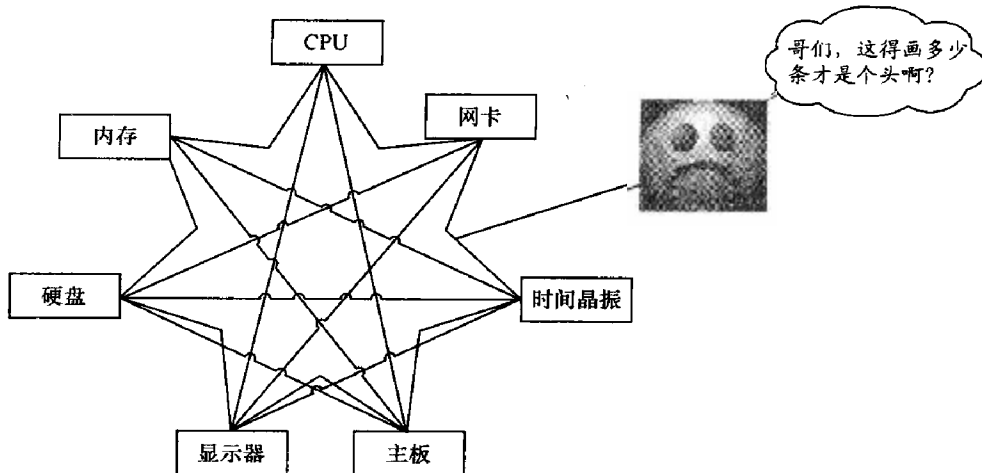 CPU
哥们，这得画多少
条才是个头啊？
网卡
内存
硬盘
时间晶振
显示器
主板